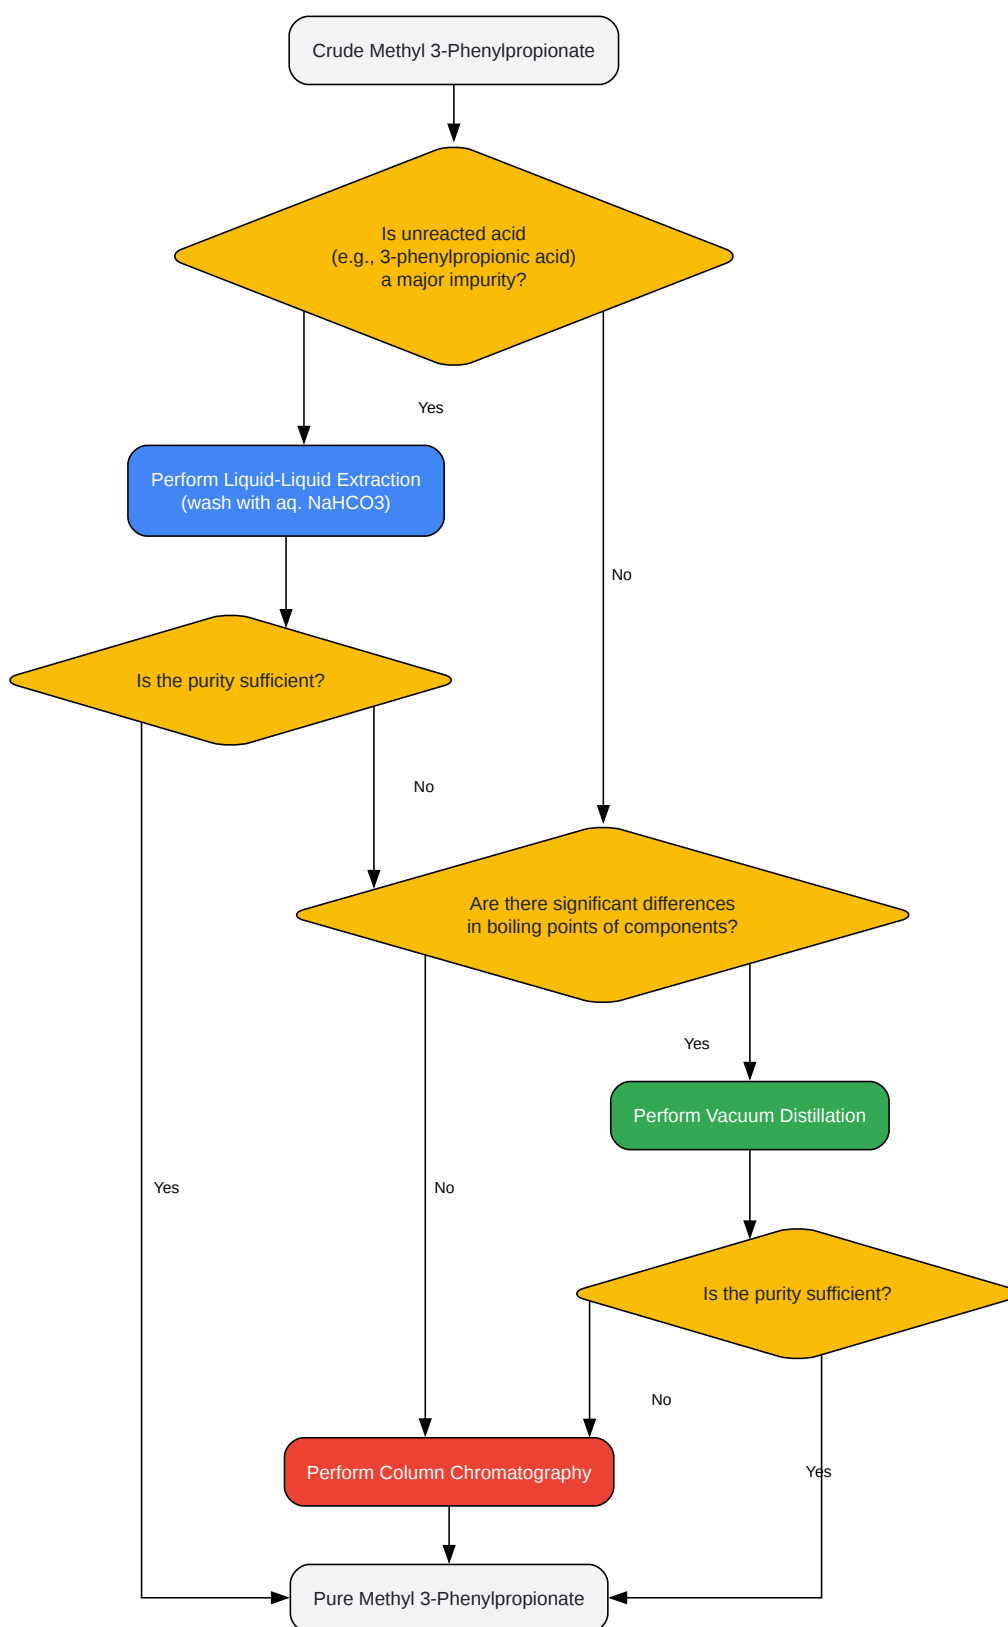 Crude Methyl 3-Phenylpropionate
Is unreacted acid
(e.g., 3-phenylpropionic acid)
a major impurity?
Yes
Perform Liquid-Liquid Extraction
(wash with aq. NaHCO3)
No
Is the purity sufficient?
No
Are there significant differences
in boiling points of components?
Yes
Perform Vacuum Distillation
Yes
No
Is the purity sufficient?
No
Perform Column Chromatography
Yes
Pure Methyl 3-Phenylpropionate